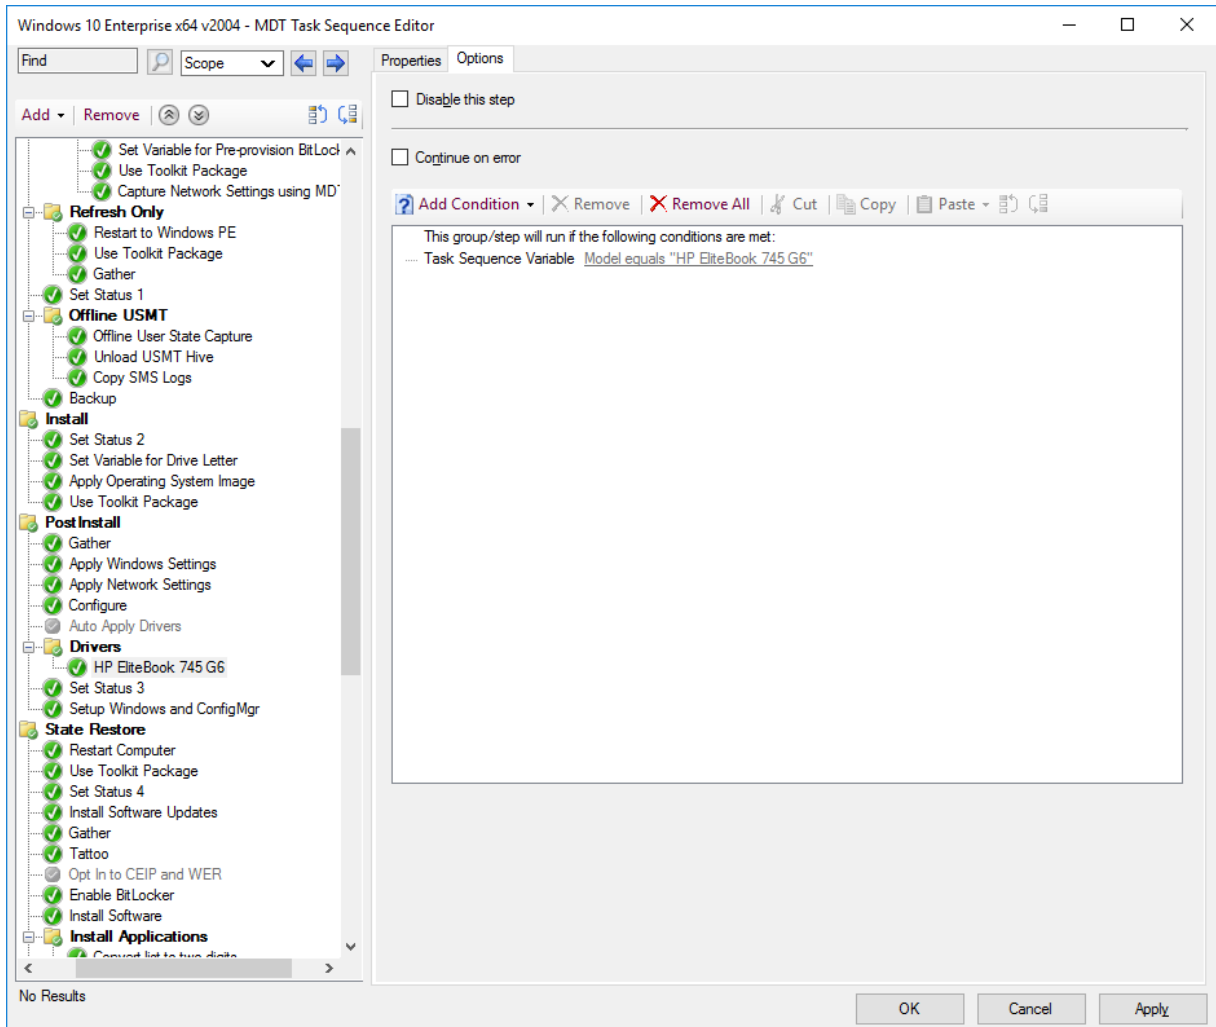 Windows 10 Enterprise x64 v2004 - MDT Task Sequence Editor
Find
Scope
Add
Remove
Set Variable for Pre-provision BitLock
Use Toolkit Package
Capture Network Settings using MDT
Refresh Only
Restart to Windows PE
Use Toolkit Package
Gather
Set Status 1
Offline USMT
Offline User State Capture
Unload USMT Hive
Copy SMS Logs
Backup
Install
Set Status 2
Set Variable for Drive Letter
Apply Operating System Image
Use Toolkit Package
PostInstall
Gather
Apply Windows Settings
Apply Network Settings
Configure
Auto Apply Drivers
Drivers
HP EliteBook 745 G6
Set Status 3
Setup Windows and ConfigMgr
State Restore
Restart Computer
Use Toolkit Package
Set Status 4
Install Software Updates
Gather
Tattoo
Opt In to CEIP and WER
Enable BitLocker
Install Software
Install Applications
Convert list to two digits
No Results
Properties
Options
Disable this step
Continue on error
Add Condition
Remove
Remove All
Cut
Copy
Paste
This group/step will run if the following conditions are met:
Task Sequence Variable Model equals "HP EliteBook 745 G6"
OK
Cancel
Apply